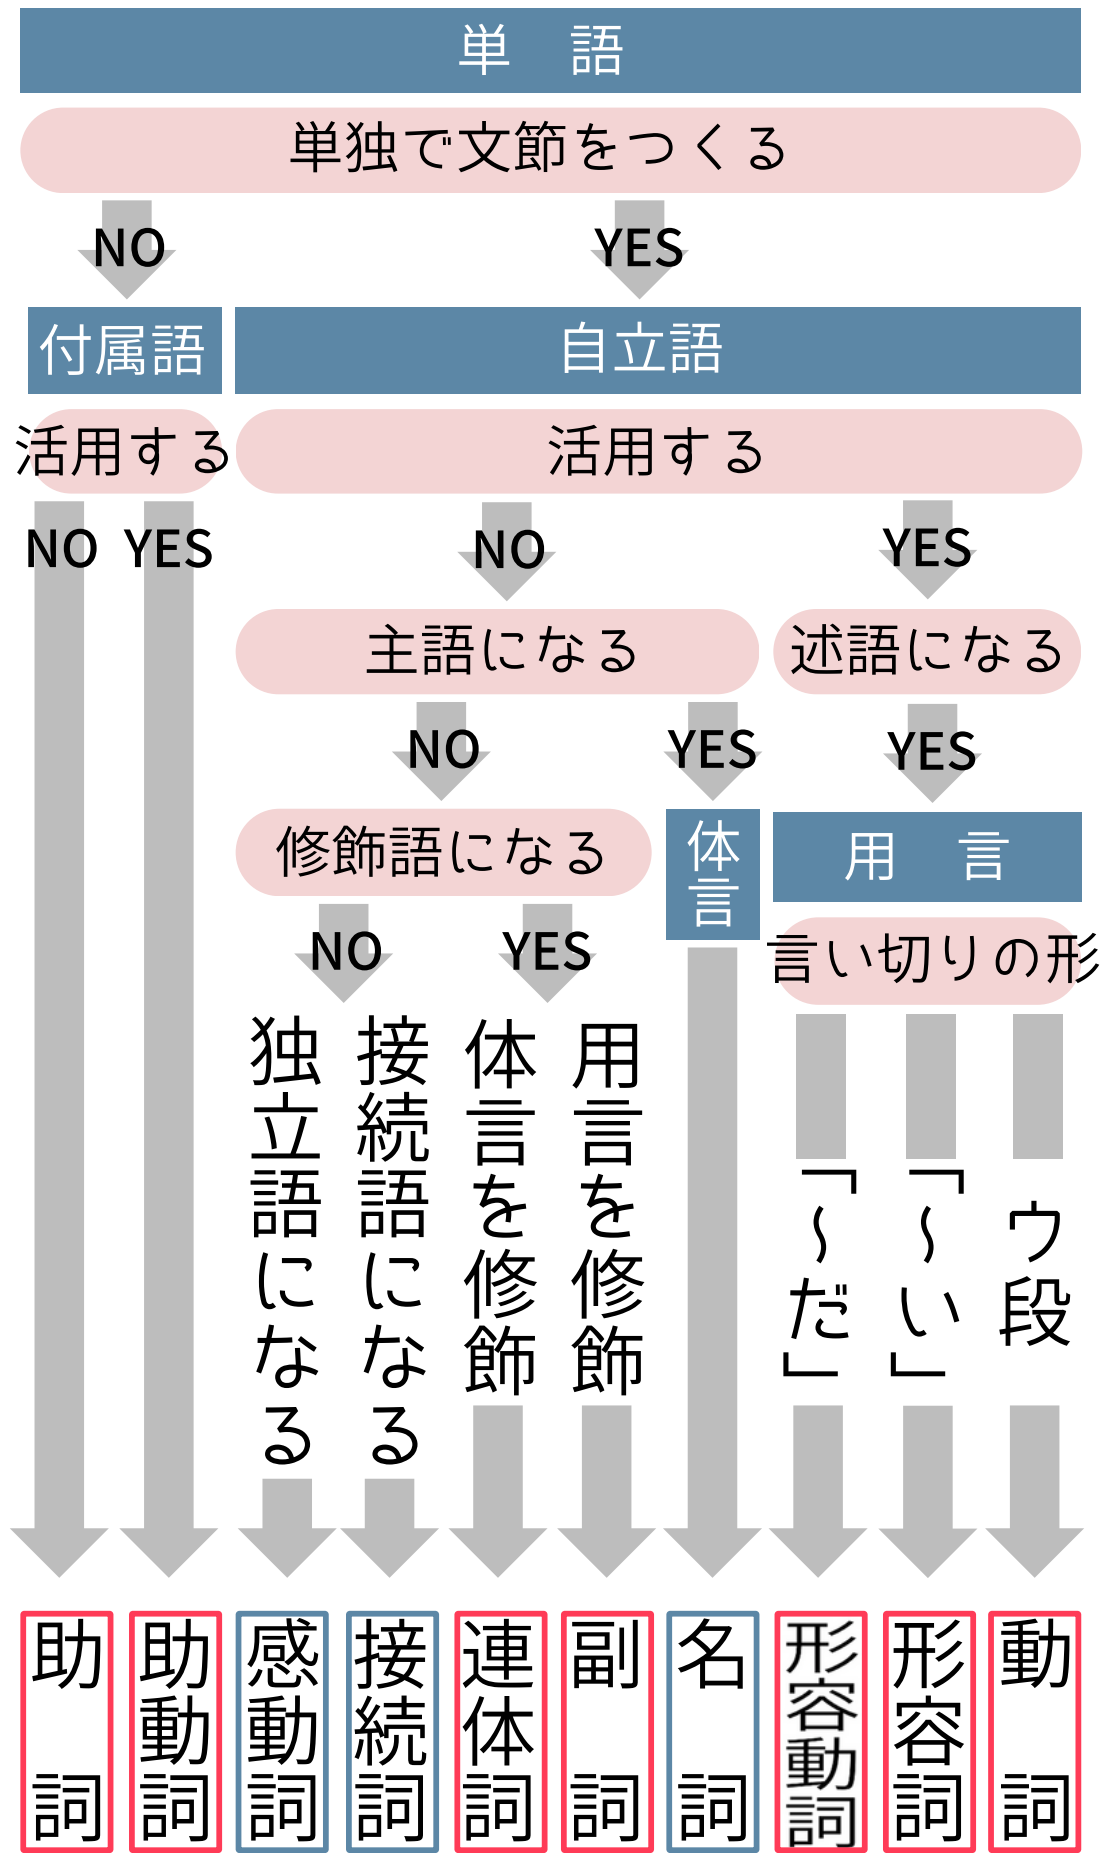 単 語
単独で文節をつくる
NO
YES
付属語
自立語
活用する
活用する
NO
YES
NO
YES
主語になる
述語になる
NO
YES
YES
修飾語になる
体言
用 言
NO
YES
言い切りの形
独立語になる
接続語になる
体言を修飾
用言を修飾
「～だ」
「～い」
ウ段
助 詞
助動詞
感動詞
接続詞
連体詞
副 詞
名 詞
形容動詞
形容詞
動 詞